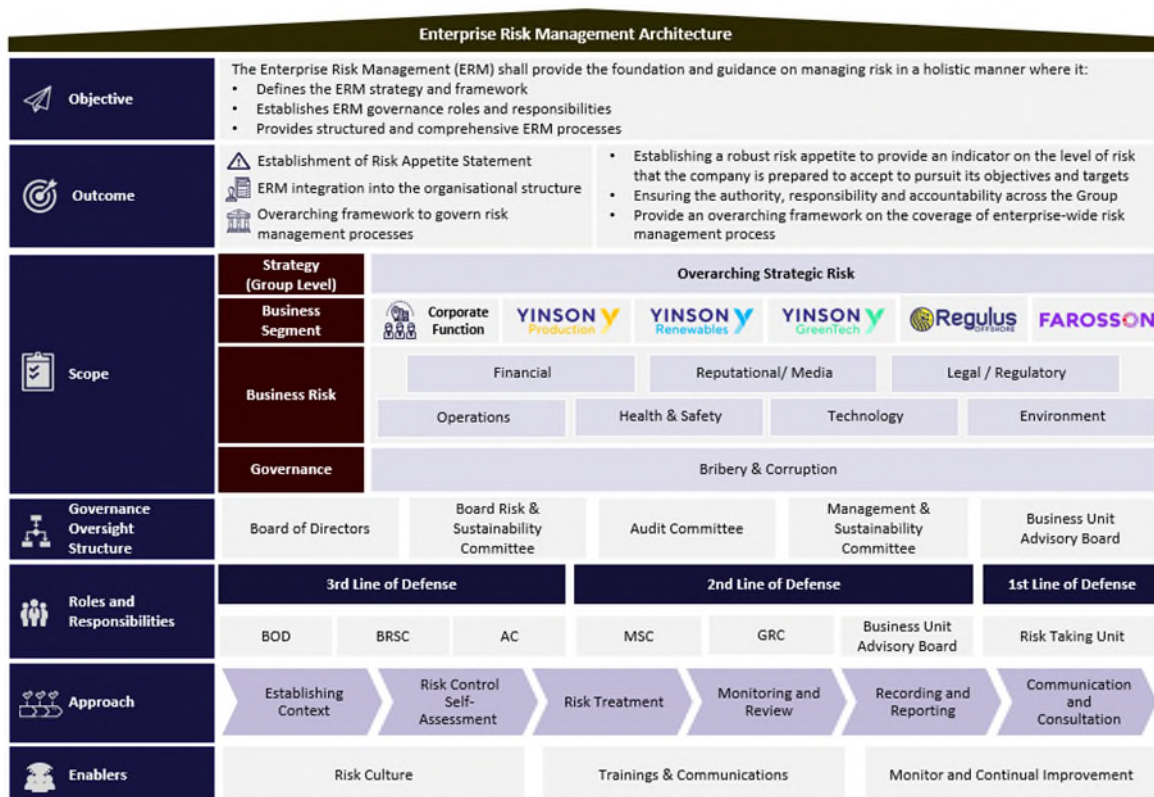 Enterprise Risk Management Architecture
Objective
The Enterprise Risk Management (ERM) shall provide the foundation and guidance on managing risk in a holistic manner where it:
• Defines the ERM strategy and framework
• Establishes ERM governance roles and responsibilities
• Provides structured and comprehensive ERM processes
Outcome
Establishment of Risk Appetite Statement
ERM integration into the organisational structure
Overarching framework to govern risk
management processes
• Establishing a robust risk appetite to provide an indicator on the level of risk
that the company is prepared to accept to pursuit its objectives and targets
• Ensuring the authority, responsibility and accountability across the Group
• Provide an overarching framework on the coverage of enterprise-wide risk
management process
Scope
Strategy
(Group Level)
Overarching Strategic Risk
Business
Segment
Corporate
Function
YINSON
Production
YINSON
Renewables
YINSON
GreenTech
Regulus
OFFSHORE
FAROSSON
Business Risk
Financial
Reputational/ Media
Legal / Regulatory
Operations
Health & Safety
Technology
Environment
Governance
Bribery & Corruption
Governance
Oversight
Structure
Board of Directors
Board Risk &
Sustainability
Committee
Audit Committee
Management &
Sustainability
Committee
Business Unit
Advisory Board
Roles and
Responsibilities
3rd Line of Defense
2nd Line of Defense
1st Line of Defense
BOD
BRSC
AC
MSC
GRC
Business Unit
Advisory Board
Risk Taking Unit
Approach
Establishing
Context
Risk Control
Self-
Assessment
Risk Treatment
Monitoring and
Review
Recording and
Reporting
Communication
and
Consultation
Enablers
Risk Culture
Trainings & Communications
Monitor and Continual Improvement